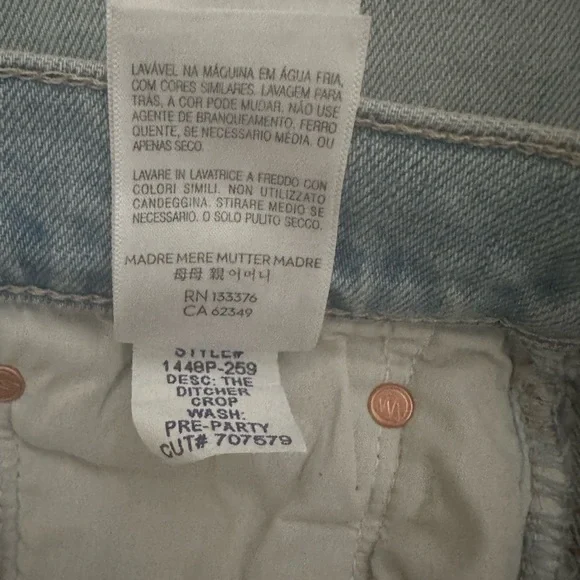 LAVÁVEL NA MÁQUINA EM ÁGUA FRIA,
COM CORES SIMILARES. LAVAGEM PARA
TRÁS, A COR PODE MUDAR. NÃO USE
AGENTE DE BRANQUEAMENTO. FERRO
QUENTE, SE NECESSARIO MÉDIA. OU
APENAS SECO.
LAVARE IN LAVATRICE A FREDDO CON
COLORI SIMILI. NON UTILIZZATO
CANDEGGINA. STIRARE MEDIO SE
NECESSARIO. O SOLO PULITO SECCO.
MADRE MERE MUTTER MADRE
母母 親 어머니
RN 133376
CA 62349
STYLE#
1448P-259
DESC: THE
DITCHER
CROP
WASH:
PRE-PARTY
CUT# 707579
M